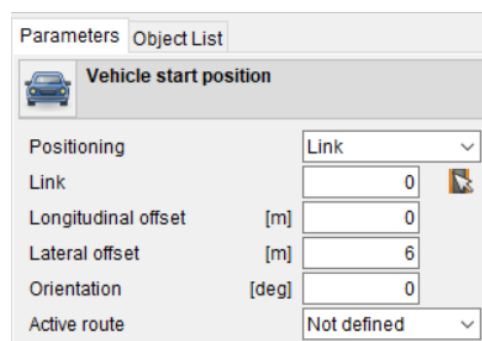 Parameters Object List
Vehicle start position
Positioning Link
Link 0
Longitudinal offset [m] 0
Lateral offset [m] 6
Orientation [deg] 0
Active route Not defined